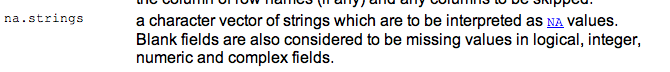 the column of row names (if any) and any columns to be skipped.
na.strings a character vector of strings which are to be interpreted as NA values.
Blank fields are also considered to be missing values in logical, integer,
numeric and complex fields.